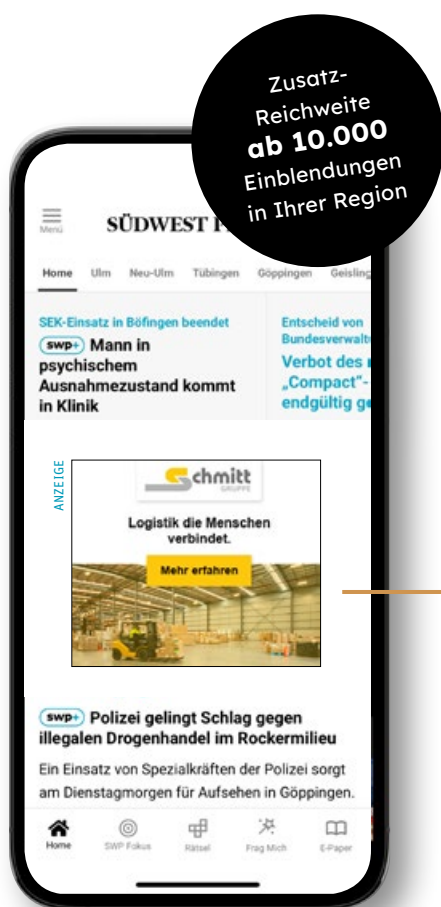 Zusatz-
Reichweite
ab 10.000
Einblendungen
in Ihrer Region
Menü
SÜDWEST
Home Ulm Neu-Ulm Tübingen Göppingen Geisling
SEK-Einsatz in Böfingen beendet
swp+ Mann in
psychischem
Ausnahmezustand kommt
in Klinik
Entscheid von
Bundesverwalt
Verbot des
„Compact“-
endgültig
ANZEIGE
Schmitt
GRUPPE
Logistik die Menschen
verbindet.
Mehr erfahren
swp+ Polizei gelingt Schlag gegen
illegalen Drogenhandel im Rockermilieu
Ein Einsatz von Spezialkräften der Polizei sorgt
am Dienstagmorgen für Aufsehen in Göppingen.
Home SWP Fokus Rätsel Frag Mich E-Paper